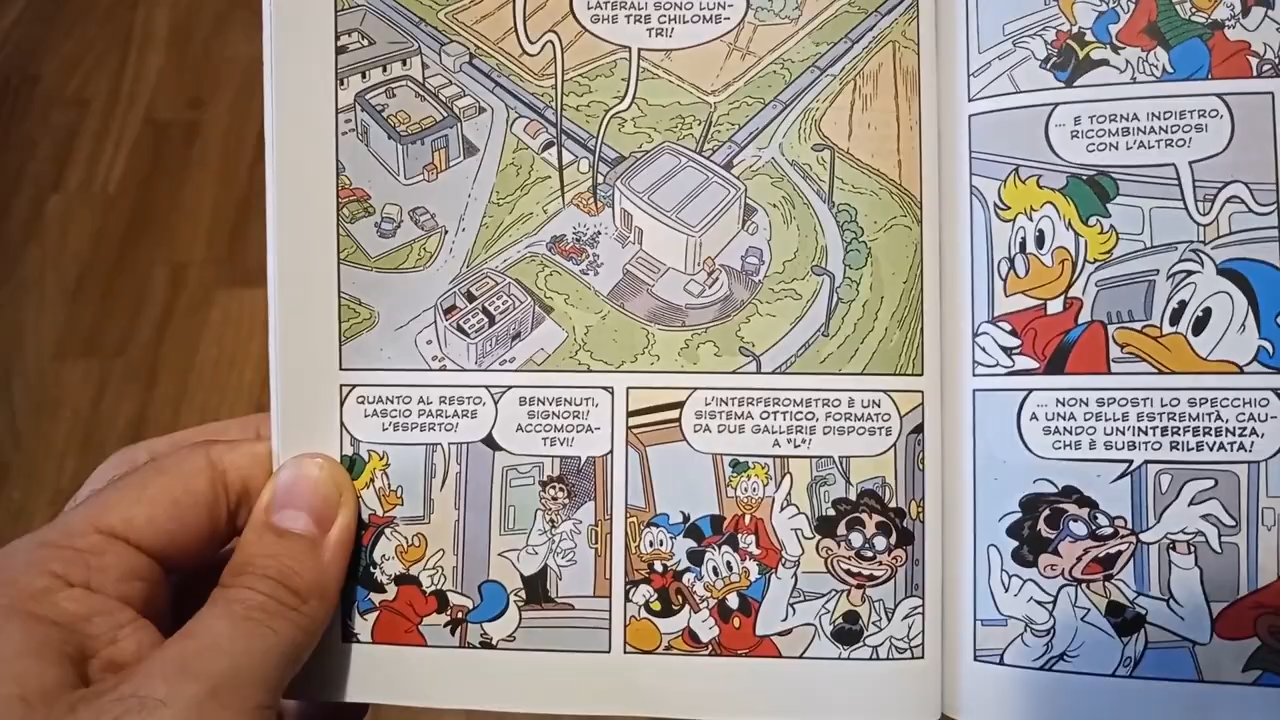 LATERALI SONO LUN-
GHE TRE CHILOME-
TRI!
QUANTO AL RESTO,
LASCIO PARLARE
L'ESPERTO!
BENVENUTI,
SIGNORI!
ACCOMODA-
TEVI!
L'INTERFEROMETRO È UN
SISTEMA OTTICO, FORMATO
DA DUE GALLERIE DISPOSTE
A "L"!
... E TORNA INDIETRO,
RICOMBINANDOSI
CON L'ALTRO!
... NON SPOSTI LO SPECCHIO
A UNA DELLE ESTREMITÀ, CAU-
SANDO UN'INTERFERENZA,
CHE È SUBITO RILEVATA!